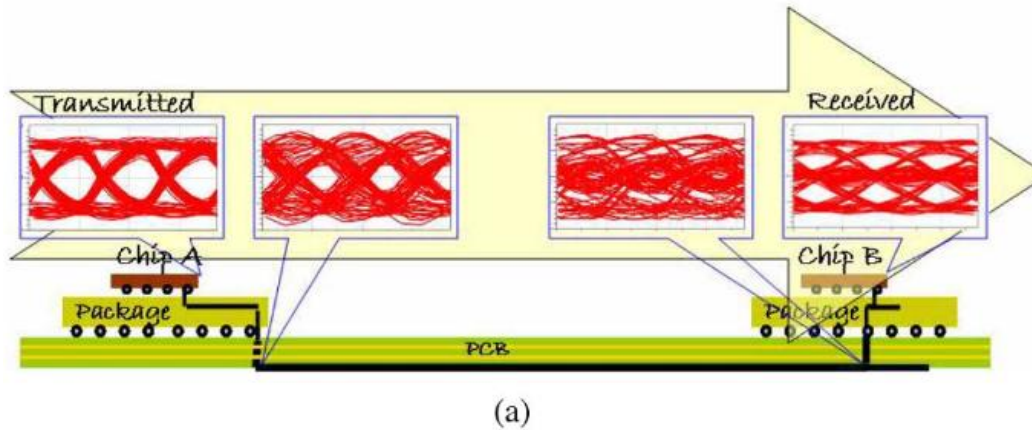 Transmitted
Received
Chip A
Chip B
Package
Package
PCB
(a)